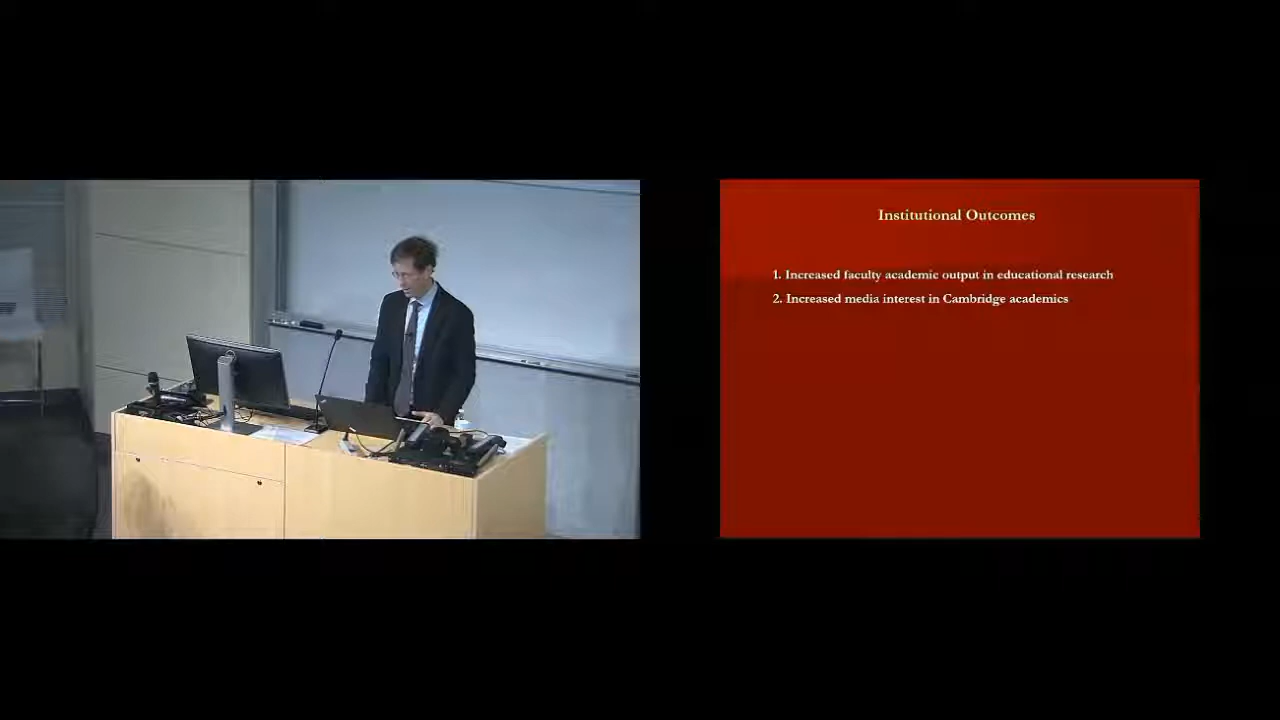 Institutional Outcomes
1. Increased faculty academic output in educational research
2. Increased media interest in Cambridge academics